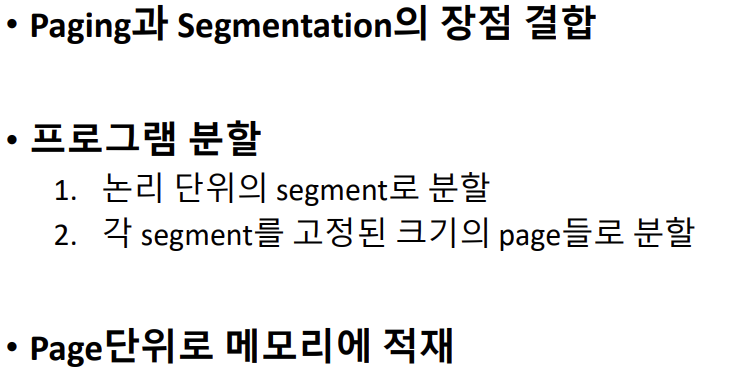 • Paging과 Segmentation의 장점 결합
• 프로그램 분할
1. 논리 단위의 segment로 분할
2. 각 segment를 고정된 크기의 page들로 분할
• Page단위로 메모리에 적재